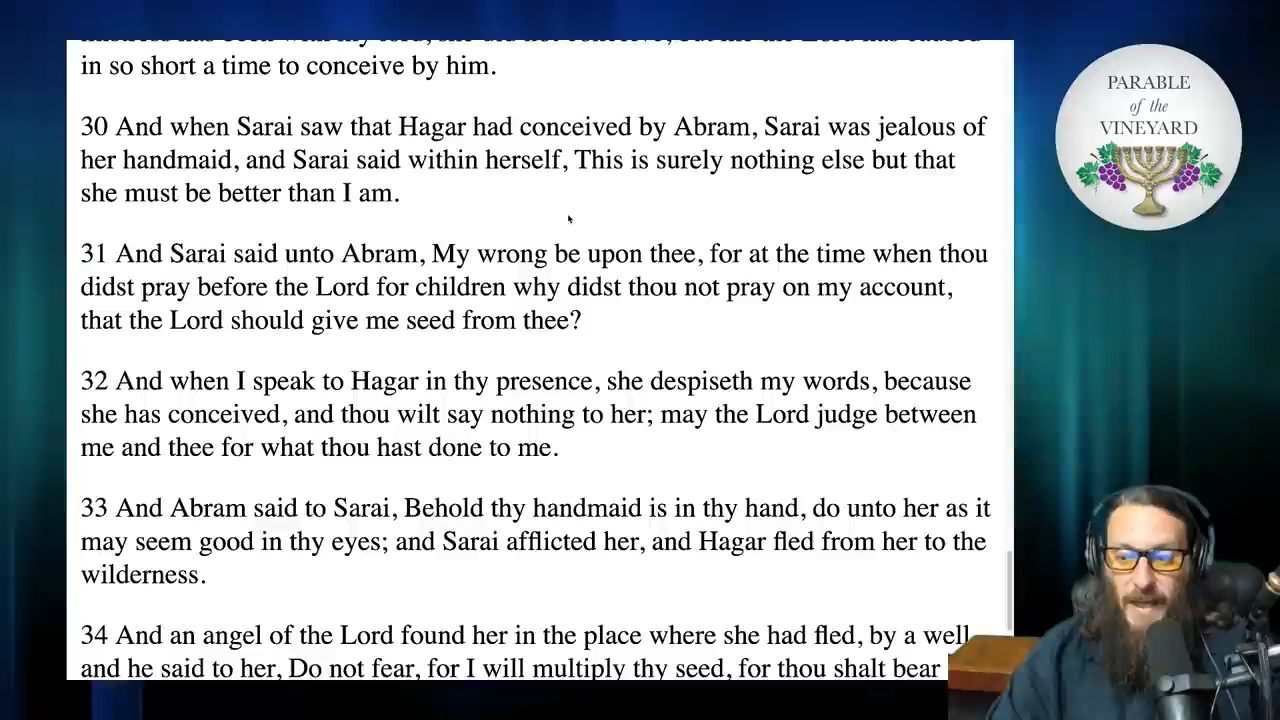 in so short a time to conceive by him.
30 And when Sarai saw that Hagar had conceived by Abram, Sarai was jealous of
her handmaid, and Sarai said within herself, This is surely nothing else but that
she must be better than I am.
31 And Sarai said unto Abram, My wrong be upon thee, for at the time when thou
didst pray before the Lord for children why didst thou not pray on my account,
that the Lord should give me seed from thee?
32 And when I speak to Hagar in thy presence, she despiseth my words, because
she has conceived, and thou wilt say nothing to her; may the Lord judge between
me and thee for what thou hast done to me.
33 And Abram said to Sarai, Behold thy handmaid is in thy hand, do unto her as it
may seem good in thy eyes; and Sarai afflicted her, and Hagar fled from her to the
wilderness.
34 And an angel of the Lord found her in the place where she had fled, by a well
and he said to her, Do not fear, for I will multiply thy seed, for thou shalt bear
PARABLE
of the
VINEYARD